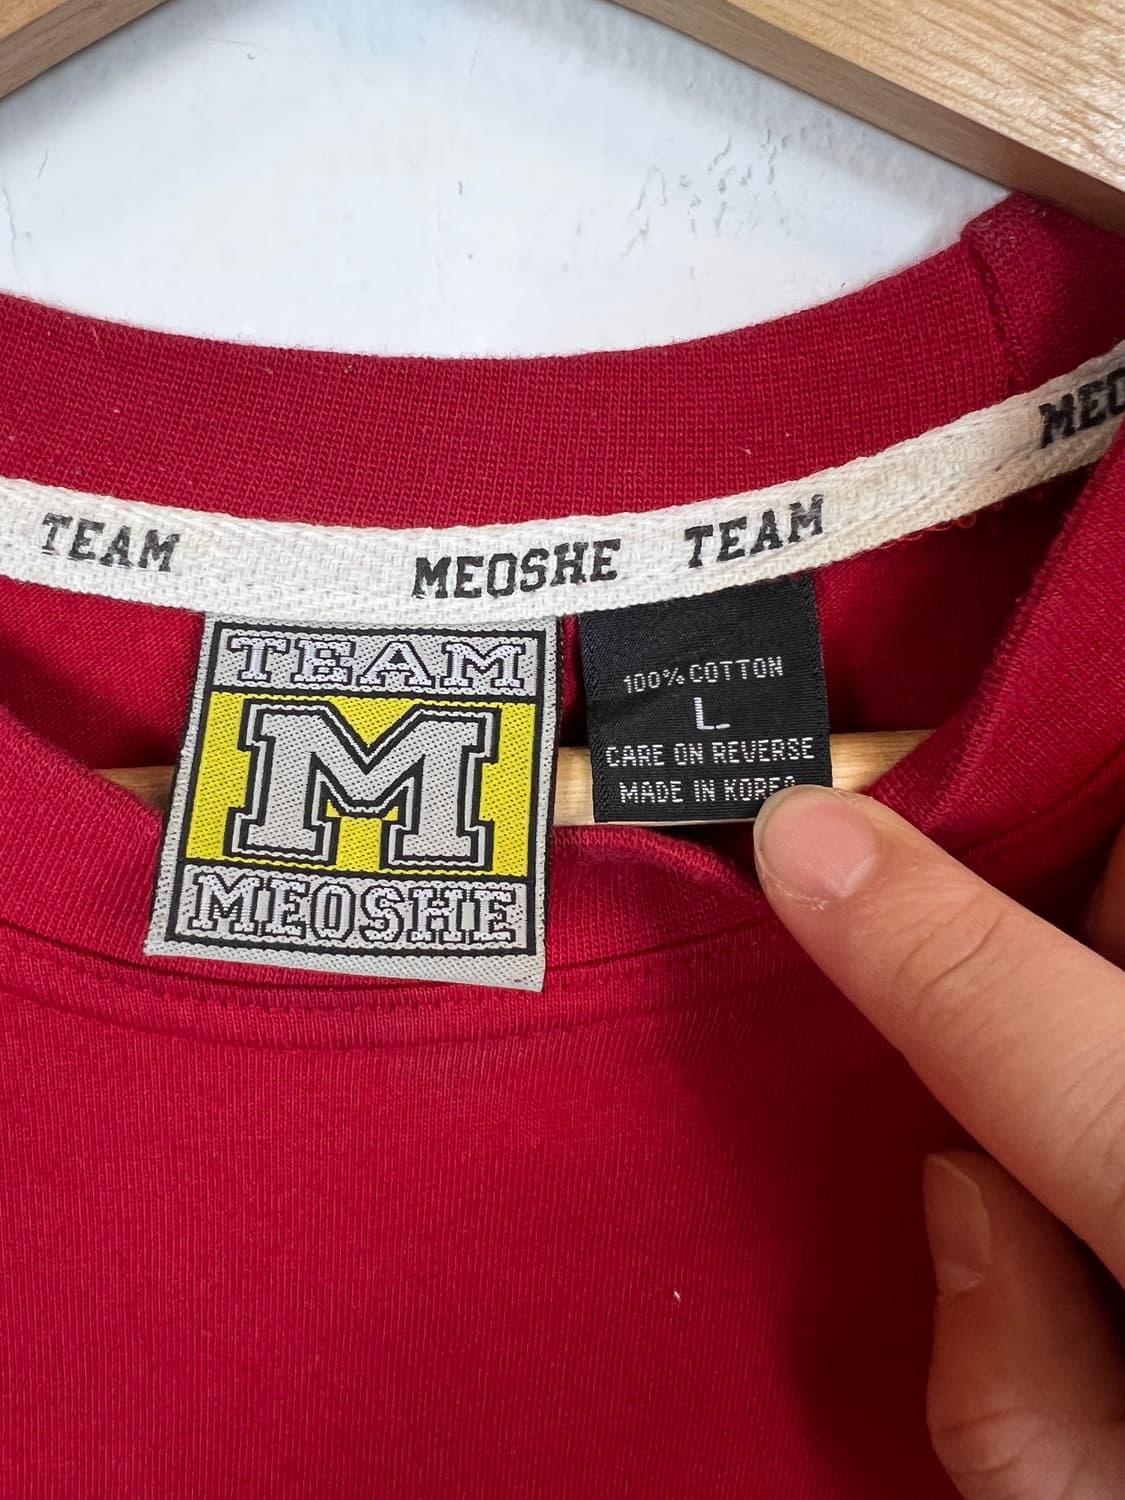 TEAM MEOSHE TEAM MEO
TEAM
M
MEOSHE
100% COTTON
L
CARE ON REVERSE
MADE IN KOREA